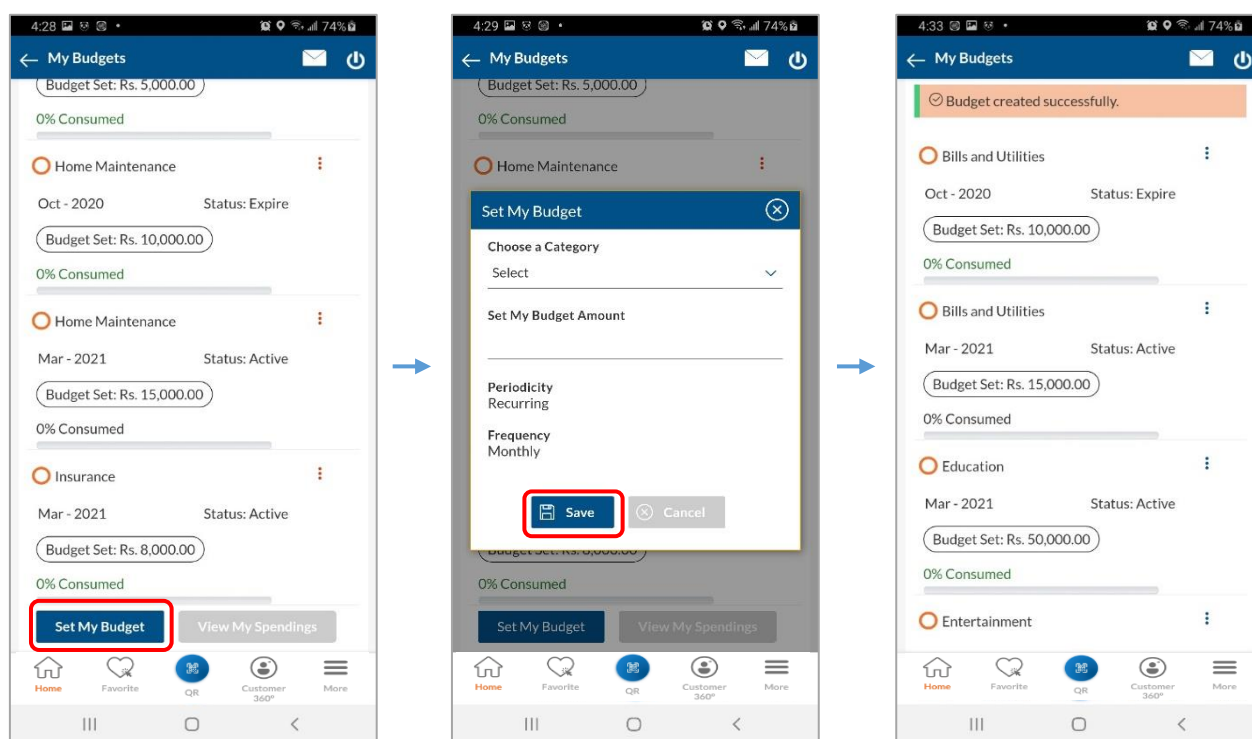 4:28
74%
My Budgets
Budget Set: Rs. 5,000.00
0% Consumed
Home Maintenance
Oct - 2020 Status: Expire
Budget Set: Rs. 10,000.00
0% Consumed
Home Maintenance
Mar - 2021 Status: Active
Budget Set: Rs. 15,000.00
0% Consumed
Insurance
Mar - 2021 Status: Active
Budget Set: Rs. 8,000.00
0% Consumed
Set My Budget View My Spendings
Home Favorite QR Customer 360° More
4:29
74%
My Budgets
Budget Set: Rs. 5,000.00
0% Consumed
Home Maintenance
Set My Budget
Choose a Category
Select
Set My Budget Amount
Periodicity
Recurring
Frequency
Monthly
Save Cancel
Budget Set: Rs. 8,000.00
0% Consumed
Set My Budget View My Spendings
Home Favorite QR Customer 360° More
4:33
74%
My Budgets
Budget created successfully.
Bills and Utilities
Oct - 2020 Status: Expire
Budget Set: Rs. 10,000.00
0% Consumed
Bills and Utilities
Mar - 2021 Status: Active
Budget Set: Rs. 15,000.00
0% Consumed
Education
Mar - 2021 Status: Active
Budget Set: Rs. 50,000.00
0% Consumed
Entertainment
Home Favorite QR Customer 360° More